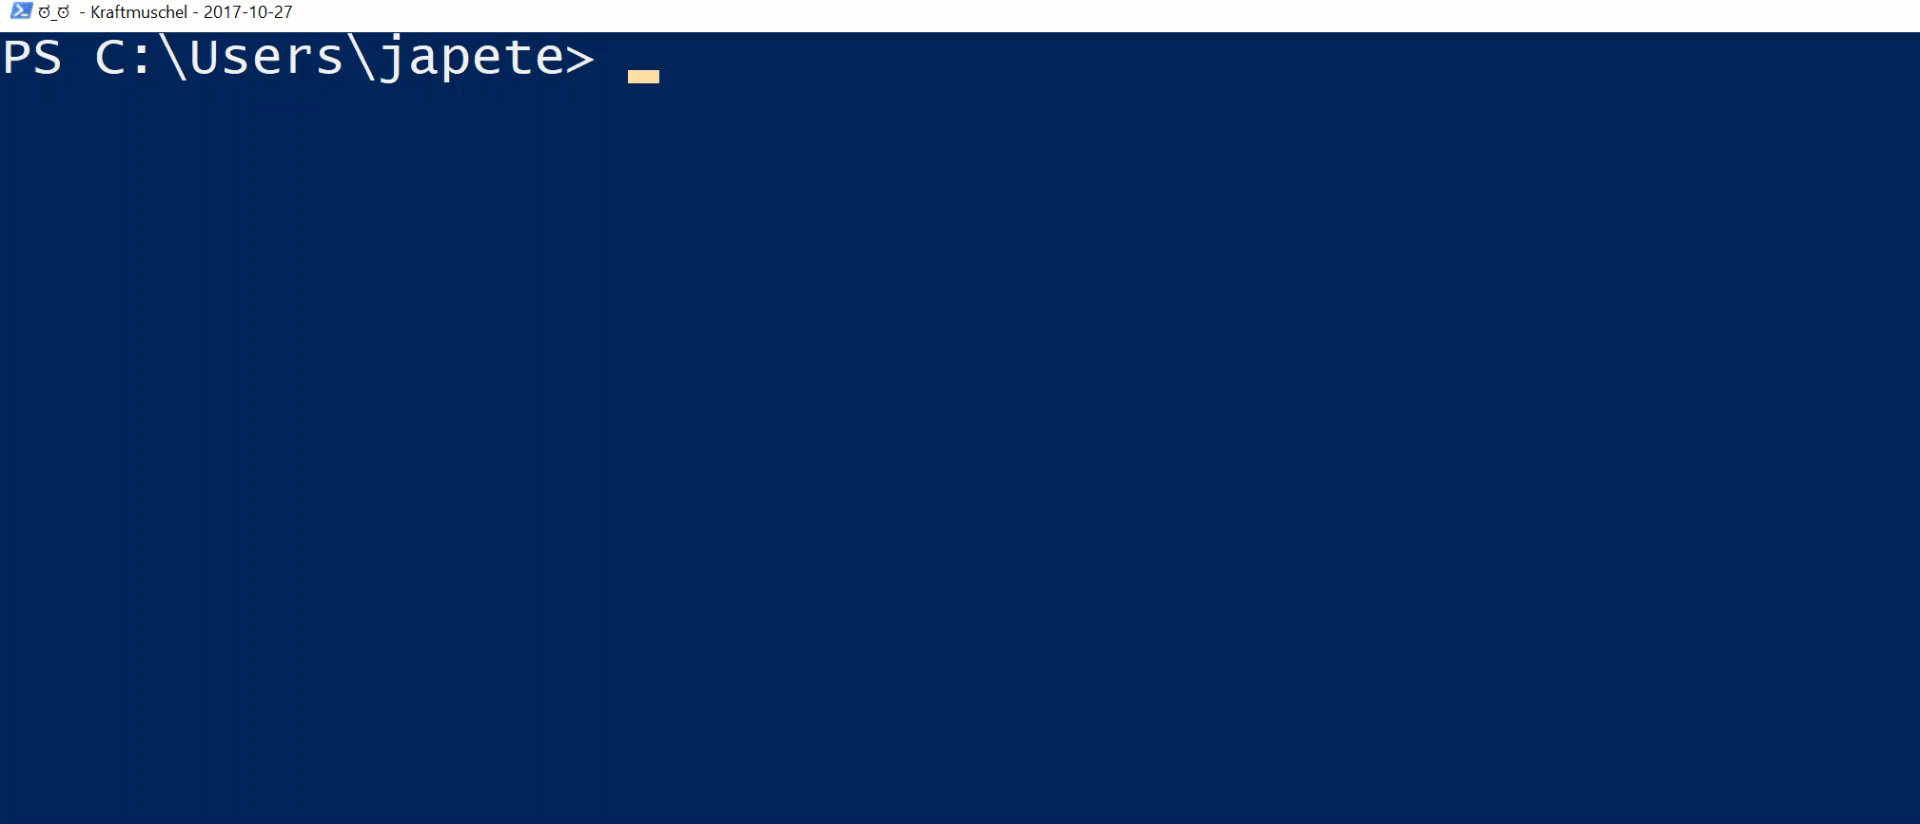 ಠ_ಠ - Kraftmuschel - 2017-10-27
PS C:\Users\japete>